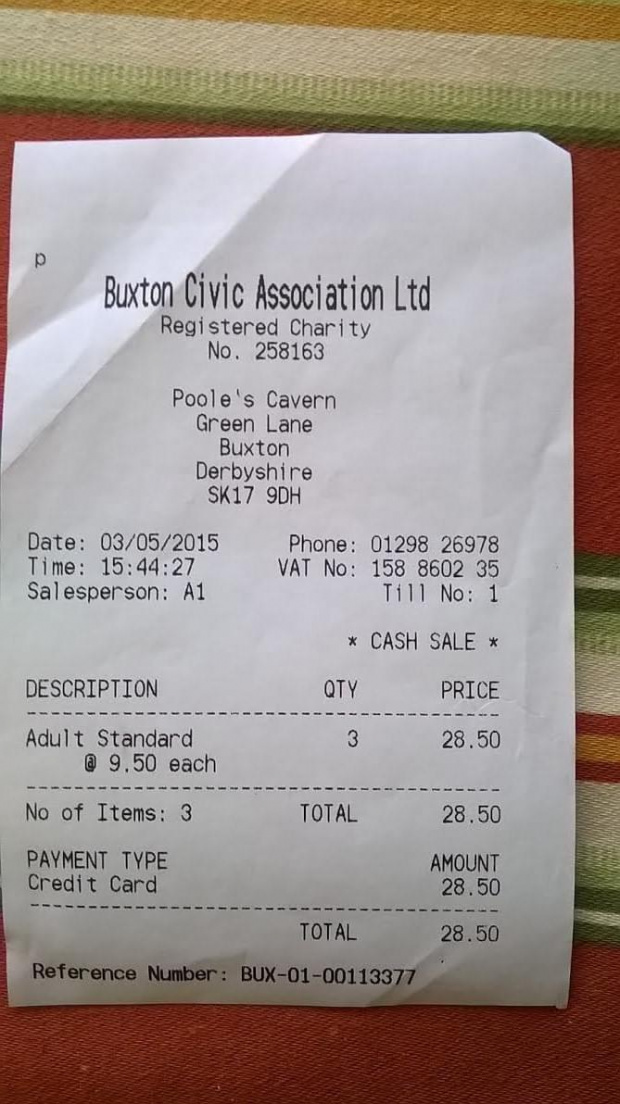 p
Buxton Civic Association Ltd
Registered Charity
No. 258163
Poole's Cavern
Green Lane
Buxton
Derbyshire
SK17 9DH
Date: 03/05/2015 Phone: 01298 26978
Time: 15:44:27 VAT No: 158 8602 35
Salesperson: A1 Till No: 1
* CASH SALE *
DESCRIPTION QTY PRICE
Adult Standard 3 28.50
@ 9.50 each
No of Items: 3 TOTAL 28.50
PAYMENT TYPE AMOUNT
Credit Card 28.50
TOTAL 28.50
Reference Number: BUX-01-00113377